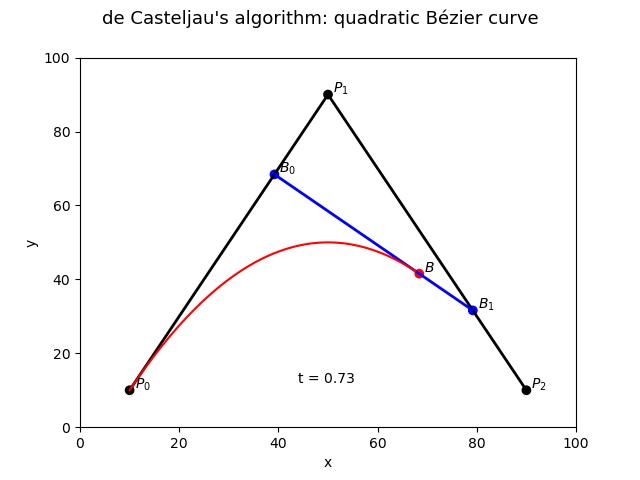 de Casteljau's algorithm: quadratic Bézier curve
100
80
60
40
20
0
y
P₁
B₀
B
B₁
P₀
P₂
t = 0.73
0 20 40 60 80 100
x